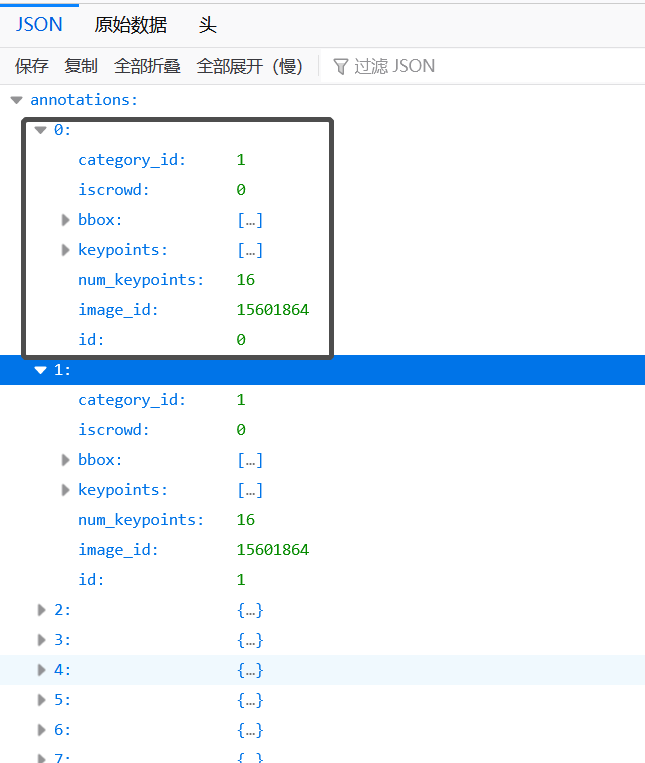 JSON 原始数据 头
保存 复制 全部折叠 全部展开（慢） 过滤 JSON
annotations:
0:
category_id: 1
iscrowd: 0
bbox: […]
keypoints: […]
num_keypoints: 16
image_id: 15601864
id: 0
1:
category_id: 1
iscrowd: 0
bbox: […]
keypoints: […]
num_keypoints: 16
image_id: 15601864
id: 1
2: {…}
3: {…}
4: {…}
5: {…}
6: {…}
7: {…}